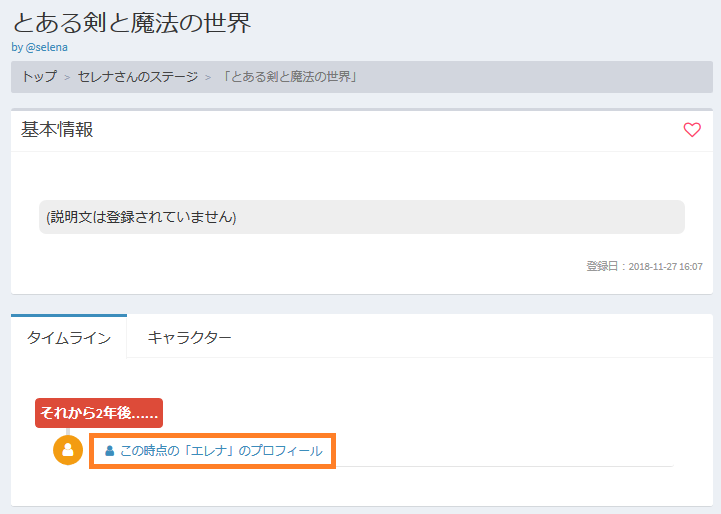 とある剣と魔法の世界
by @selena
トップ > セレナさんのステージ > 「とある剣と魔法の世界」
基本情報
(説明文は登録されていません)
登録日：2018-11-27 16:07
タイムライン キャラクター
それから2年後……
この時点の「エレナ」のプロフィール